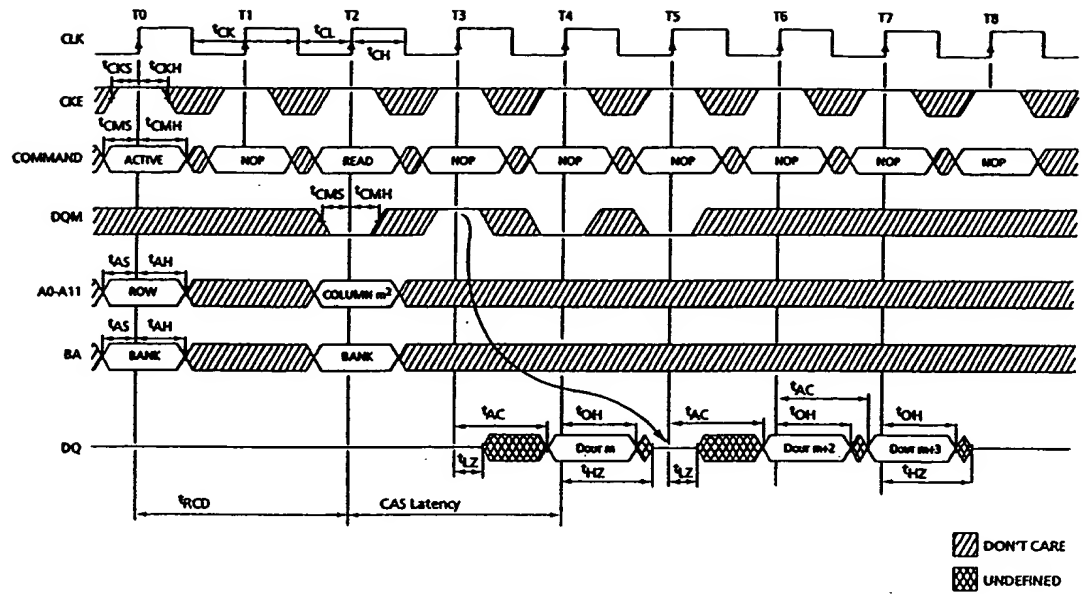 T0 T1 T2 T3 T4 T5 T6 T7 T8
CLK
tCK tCL
tCH
tCKS tCKH
CKE
tCMS tCMH
COMMAND ACTIVE NOP READ NOP NOP NOP NOP NOP NOP
tCMS tCMH
DQM
tAS tAH
A0-A11 ROW COLUMN m2
tAS tAH
BA BANK BANK
tAC tOH tAC tAC tOH tOH
DQ DOUT m DOUT m+2 DOUT m+3
tLZ tHZ tLZ tHZ
tRCD CAS Latency
DON'T CARE
UNDEFINED